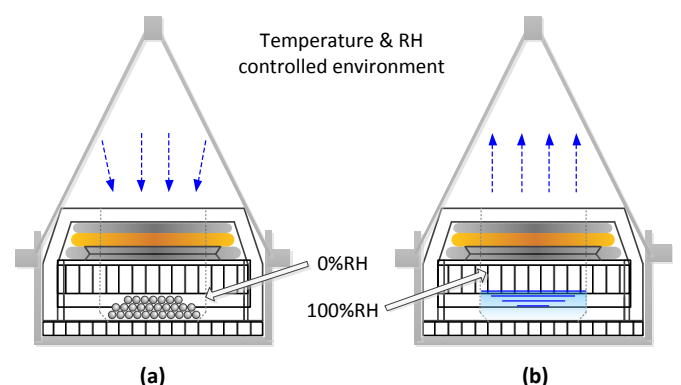 Temperature & RH
controlled environment
0%RH
100%RH
(a)
(b)